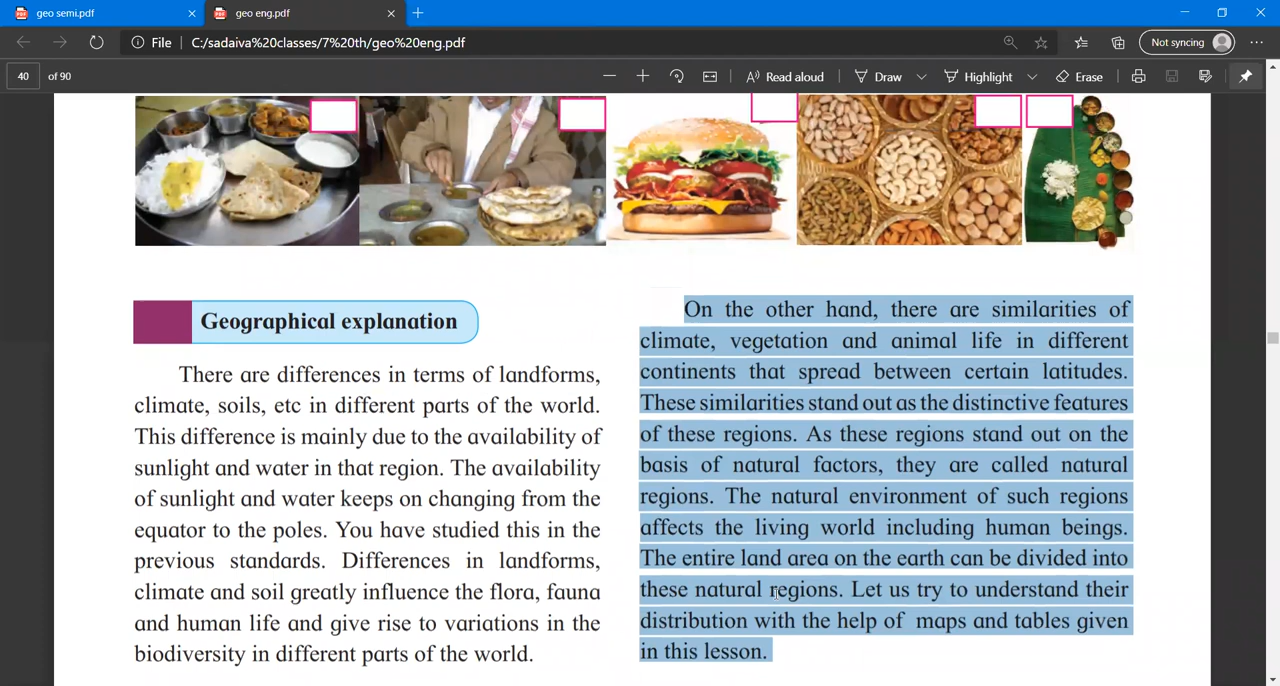 geo semi.pdf
geo eng.pdf
File
C:/sadaiva%20classes/7%20th/geo%20eng.pdf
Not syncing
40 of 90
Read aloud
Draw
Highlight
Erase
Geographical explanation
There are differences in terms of landforms,
climate, soils, etc in different parts of the world.
This difference is mainly due to the availability of
sunlight and water in that region. The availability
of sunlight and water keeps on changing from the
equator to the poles. You have studied this in the
previous standards. Differences in landforms,
climate and soil greatly influence the flora, fauna
and human life and give rise to variations in the
biodiversity in different parts of the world.
On the other hand, there are similarities of
climate, vegetation and animal life in different
continents that spread between certain latitudes.
These similarities stand out as the distinctive features
of these regions. As these regions stand out on the
basis of natural factors, they are called natural
regions. The natural environment of such regions
affects the living world including human beings.
The entire land area on the earth can be divided into
these natural regions. Let us try to understand their
distribution with the help of maps and tables given
in this lesson.